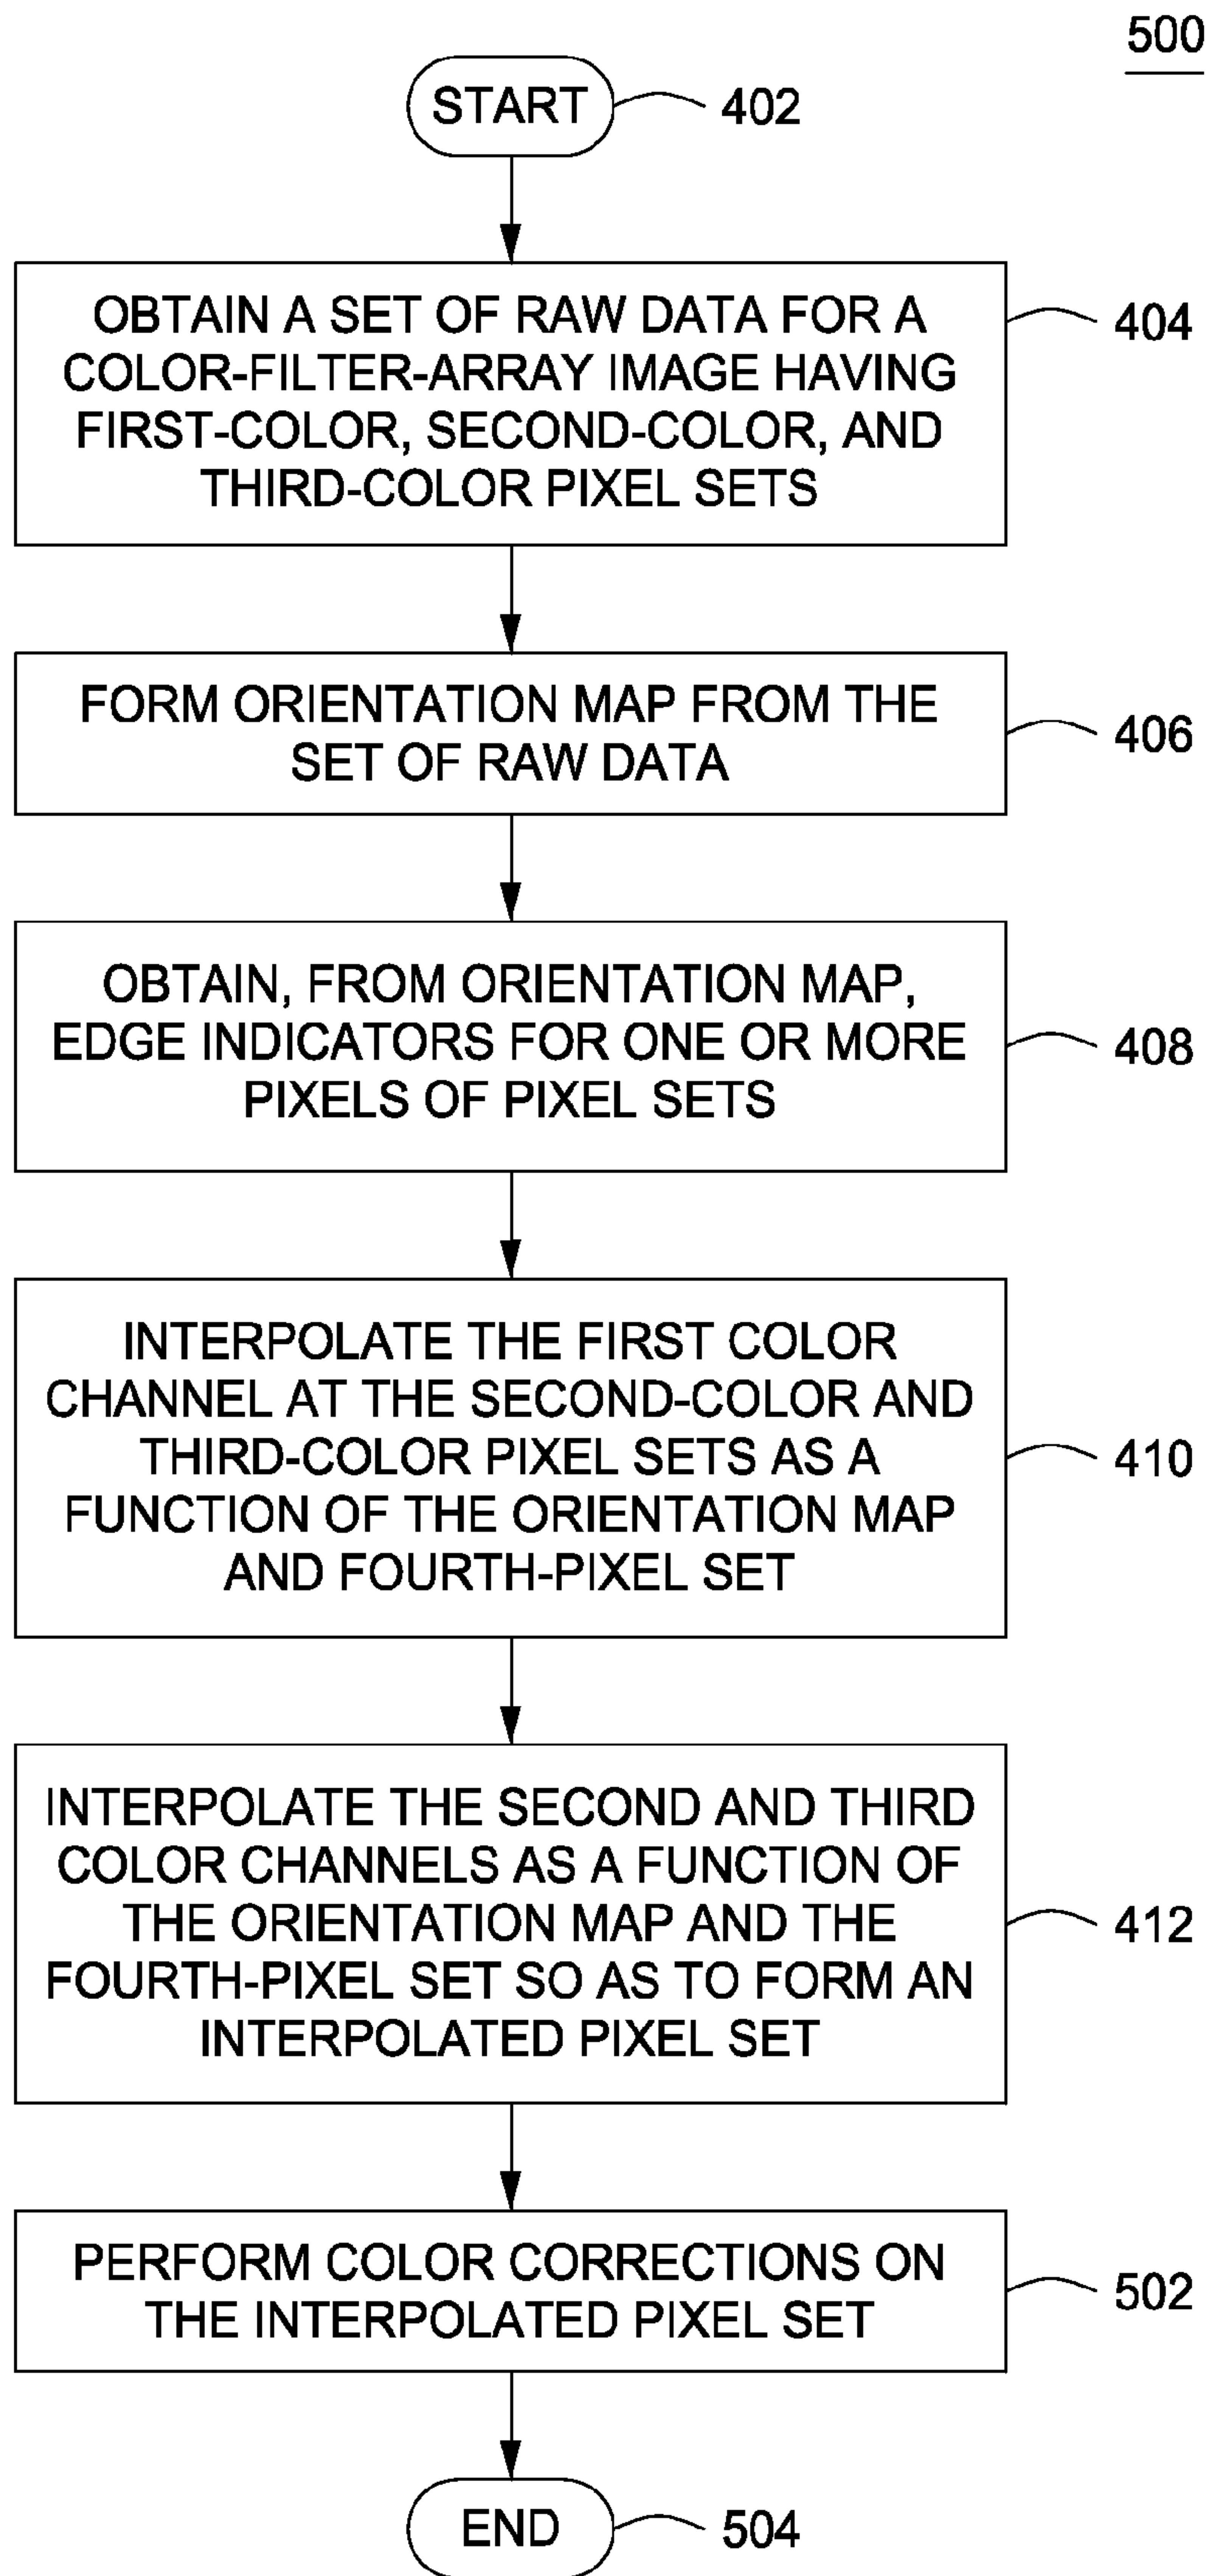 500
START
402
OBTAIN A SET OF RAW DATA FOR A
COLOR-FILTER-ARRAY IMAGE HAVING
FIRST-COLOR, SECOND-COLOR, AND
THIRD-COLOR PIXEL SETS
404
FORM ORIENTATION MAP FROM THE
SET OF RAW DATA
406
OBTAIN, FROM ORIENTATION MAP,
EDGE INDICATORS FOR ONE OR MORE
PIXELS OF PIXEL SETS
408
INTERPOLATE THE FIRST COLOR
CHANNEL AT THE SECOND-COLOR AND
THIRD-COLOR PIXEL SETS AS A
FUNCTION OF THE ORIENTATION MAP
AND FOURTH-PIXEL SET
410
INTERPOLATE THE SECOND AND THIRD
COLOR CHANNELS AS A FUNCTION OF
THE ORIENTATION MAP AND THE
FOURTH-PIXEL SET SO AS TO FORM AN
INTERPOLATED PIXEL SET
412
PERFORM COLOR CORRECTIONS ON
THE INTERPOLATED PIXEL SET
502
END
504